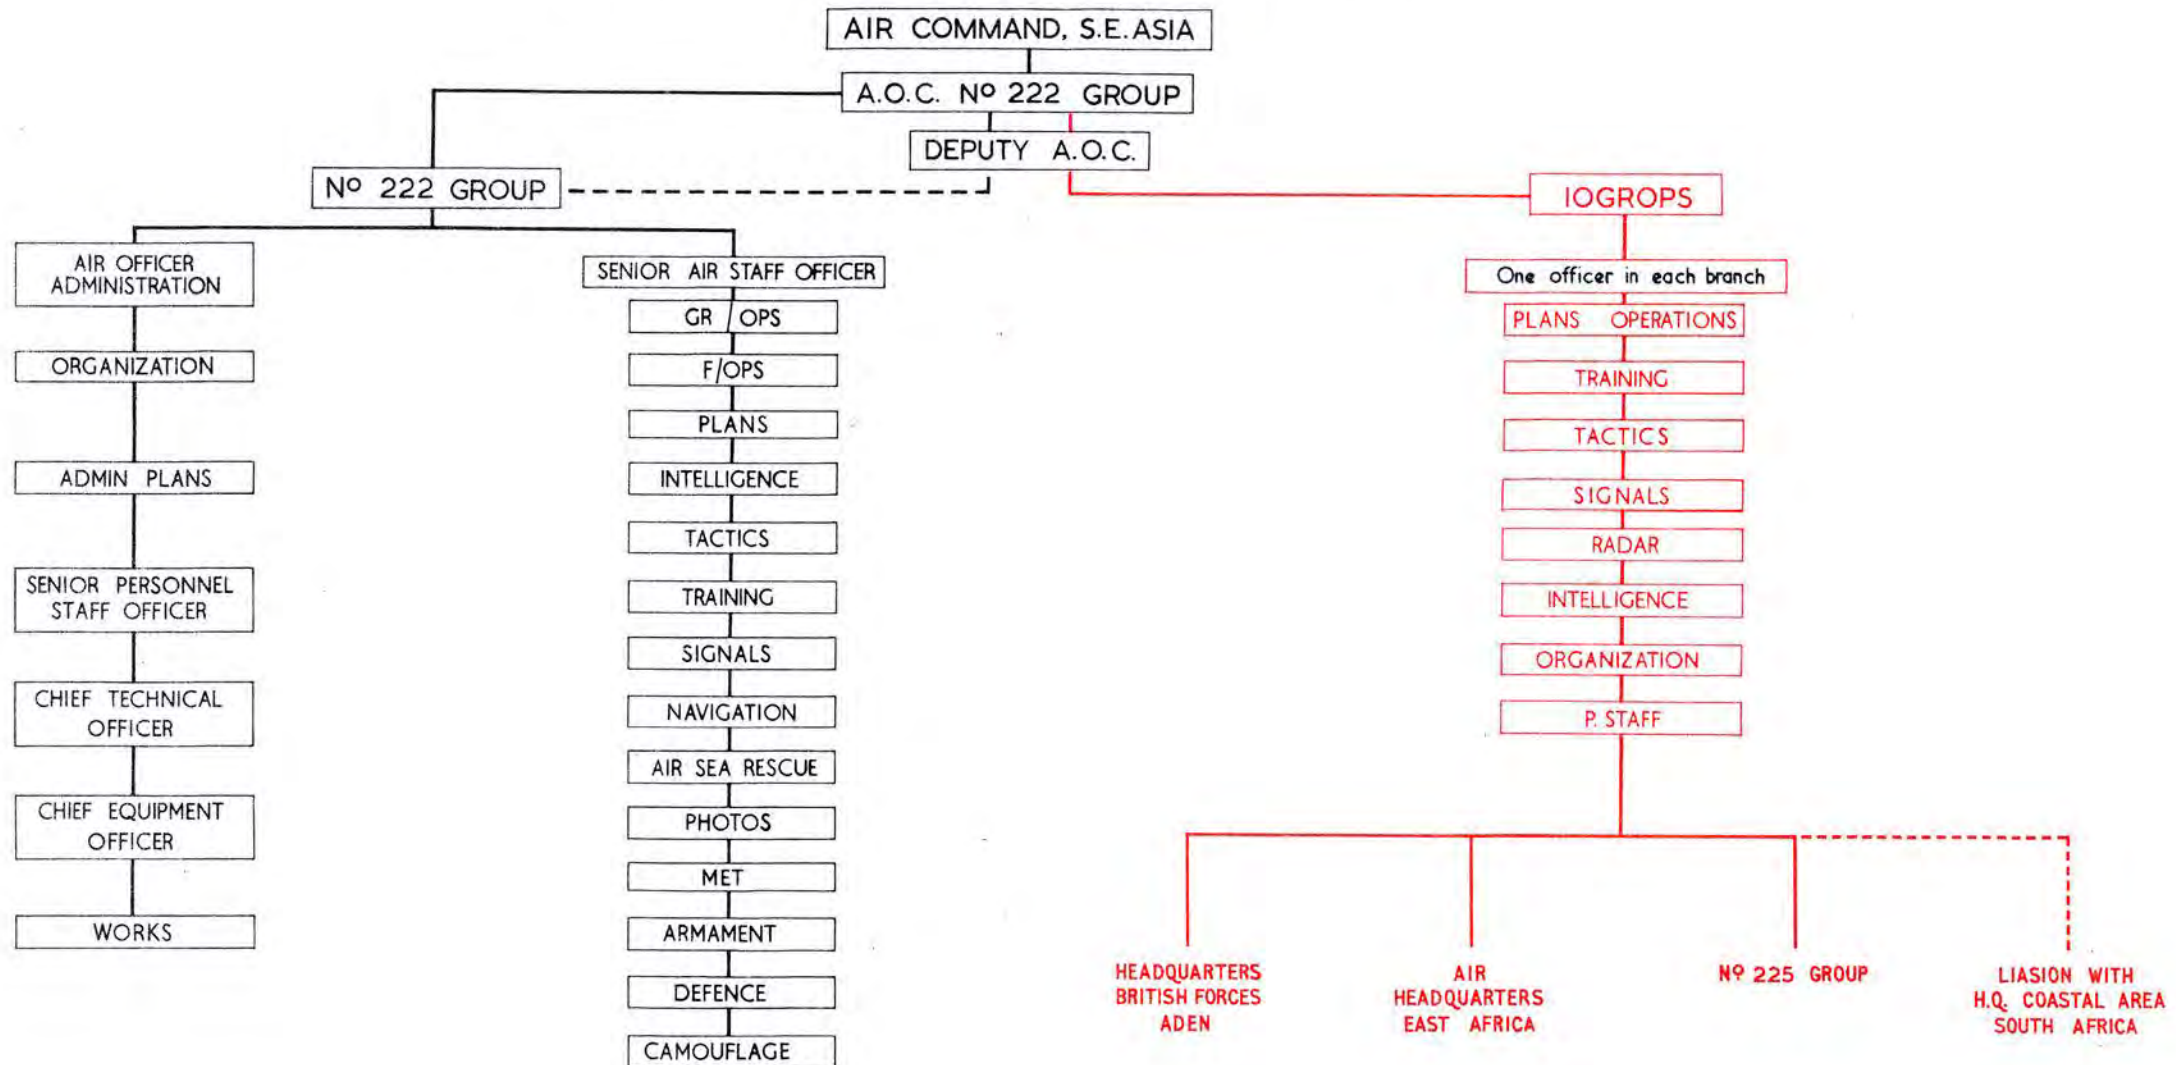 AIR COMMAND, S.E. ASIA
A.O.C. Nº 222 GROUP
DEPUTY A.O.C.
Nº 222 GROUP
IOGROPS
AIR OFFICER
ADMINISTRATION
ORGANIZATION
ADMIN PLANS
SENIOR PERSONNEL
STAFF OFFICER
CHIEF TECHNICAL
OFFICER
CHIEF EQUIPMENT
OFFICER
WORKS
SENIOR AIR STAFF OFFICER
GR / OPS
F/OPS
PLANS
INTELLIGENCE
TACTICS
TRAINING
SIGNALS
NAVIGATION
AIR SEA RESCUE
PHOTOS
MET
ARMAMENT
DEFENCE
CAMOUFLAGE
One officer in each branch
PLANS OPERATIONS
TRAINING
TACTICS
SIGNALS
RADAR
INTELLIGENCE
ORGANIZATION
P. STAFF
HEADQUARTERS
BRITISH FORCES
ADEN
AIR
HEADQUARTERS
EAST AFRICA
Nº 225 GROUP
LIASION WITH
H.Q. COASTAL AREA
SOUTH AFRICA